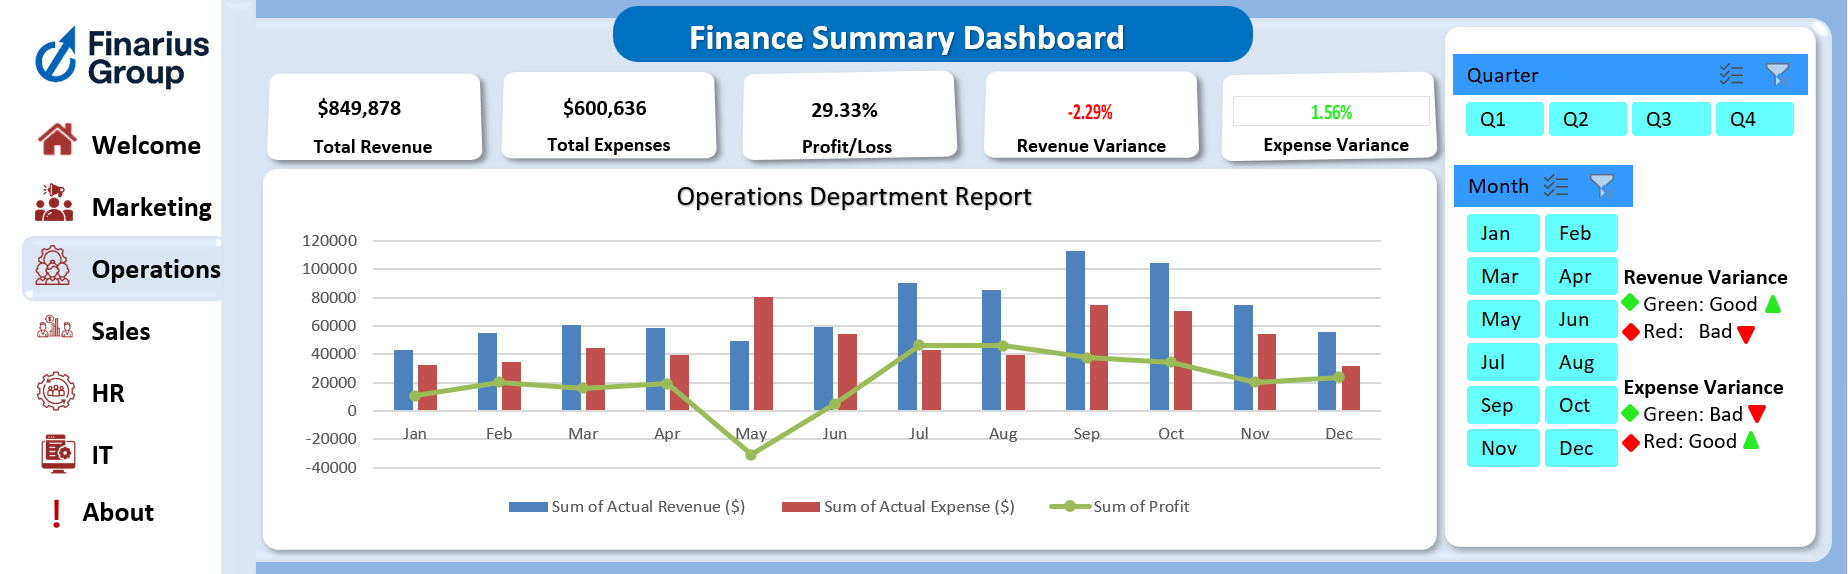 Finarius
Group
Welcome
Marketing
Operations
Sales
HR
IT
About
Finance Summary Dashboard
$849,878
Total Revenue
$600,636
Total Expenses
29.33%
Profit/Loss
-2.29%
Revenue Variance
1.56%
Expense Variance
Operations Department Report
120000
100000
80000
60000
40000
20000
0
-20000
-40000
Jan Feb Mar Apr May Jun Jul Aug Sep Oct Nov Dec
Sum of Actual Revenue ($) Sum of Actual Expense ($) Sum of Profit
Quarter
Q1 Q2 Q3 Q4
Month
Jan Feb
Mar Apr
May Jun
Jul Aug
Sep Oct
Nov Dec
Revenue Variance
Green: Good
Red: Bad
Expense Variance
Green: Bad
Red: Good